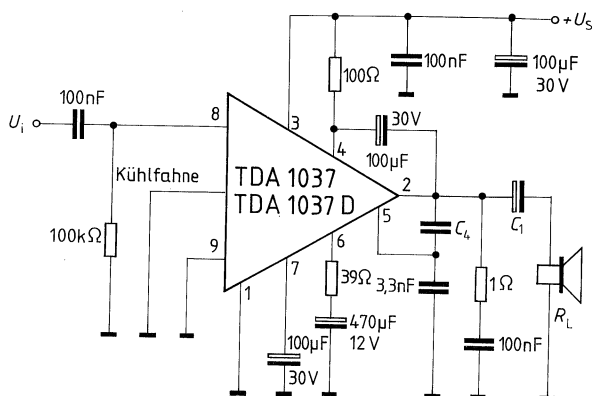 +U_S
100Ω
100nF
100µF
30V
100nF
U_i
8
3
4
30V
100µF
Kühlfahne
TDA 1037
TDA 1037 D
2
5
C_4
C_1
100kΩ
9
6
1
7
39Ω
3,3nF
1Ω
R_L
470µF
12V
100µF
30V
100nF